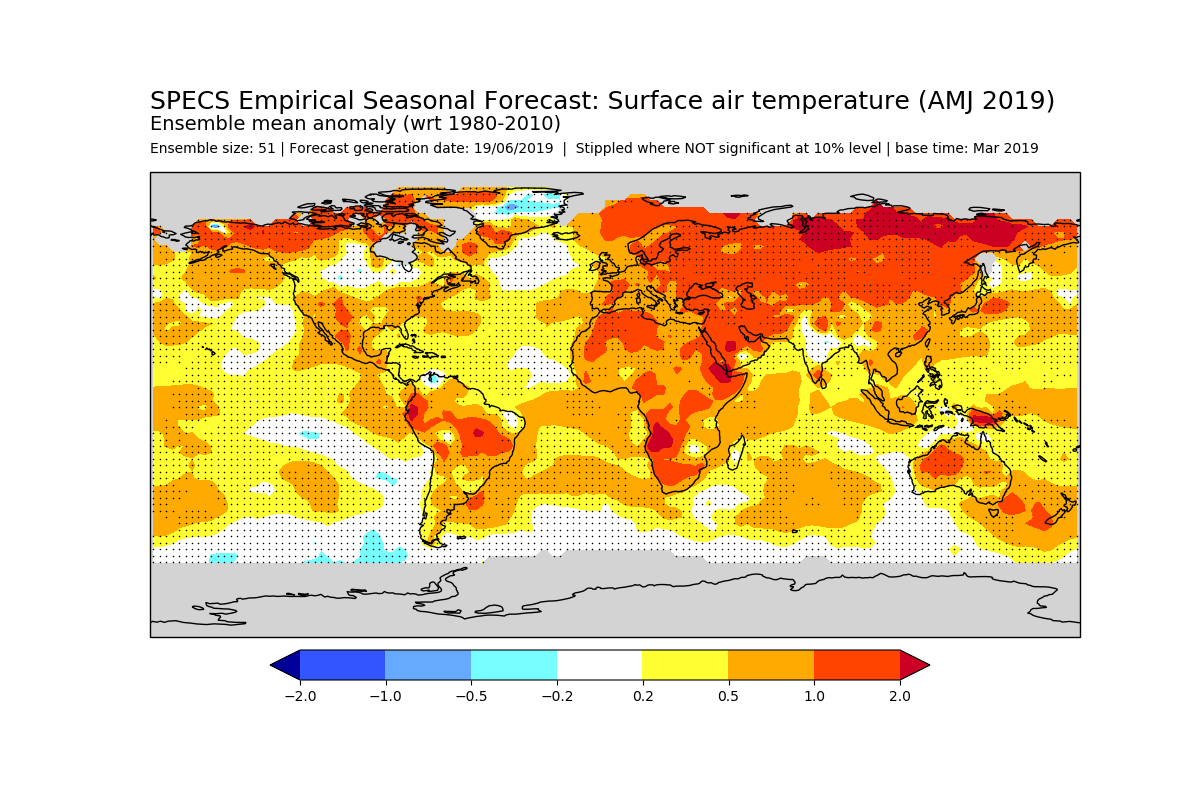 SPECS Empirical Seasonal Forecast: Surface air temperature (AMJ 2019)
Ensemble mean anomaly (wrt 1980-2010)
Ensemble size: 51 | Forecast generation date: 19/06/2019 | Stippled where NOT significant at 10% level | base time: Mar 2019
−2.0 −1.0 −0.5 −0.2 0.2 0.5 1.0 2.0